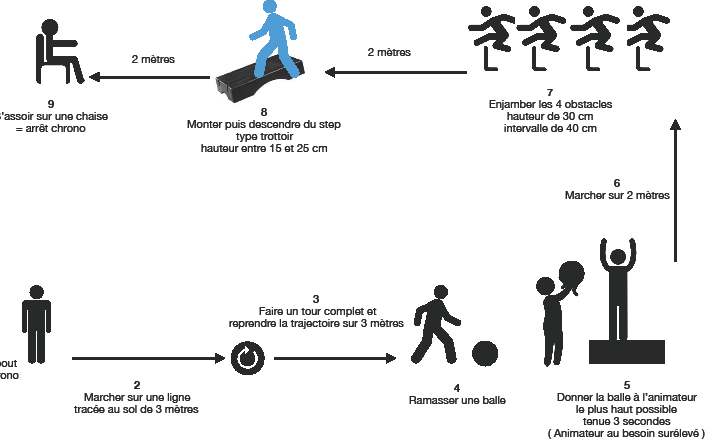 2 mètres
2 mètres
9
S'assoir sur une chaise
= arrêt chrono
8
Monter puis descendre du step
type trottoir
hauteur entre 15 et 25 cm
7
Enjamber les 4 obstacles
hauteur de 30 cm
intervalle de 40 cm
6
Marcher sur 2 mètres
3
Faire un tour complet et
reprendre la trajectoire sur 3 mètres
2
Marcher sur une ligne
tracée au sol de 3 mètres
4
Ramasser une balle
5
Donner la balle à l'animateur
le plus haut possible
tenue 3 secondes
( Animateur au besoin surélevé )